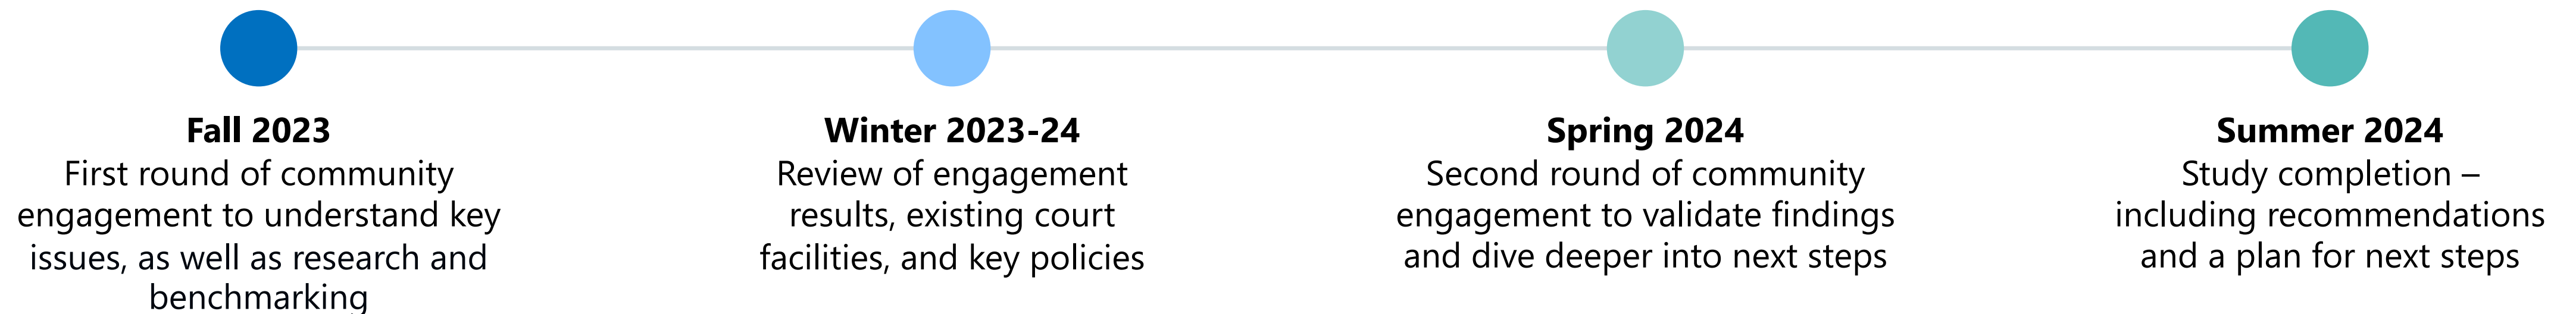 Fall 2023
First round of community
engagement to understand key
issues, as well as research and
benchmarking
Winter 2023-24
Review of engagement
results, existing court
facilities, and key policies
Spring 2024
Second round of community
engagement to validate findings
and dive deeper into next steps
Summer 2024
Study completion –
including recommendations
and a plan for next steps